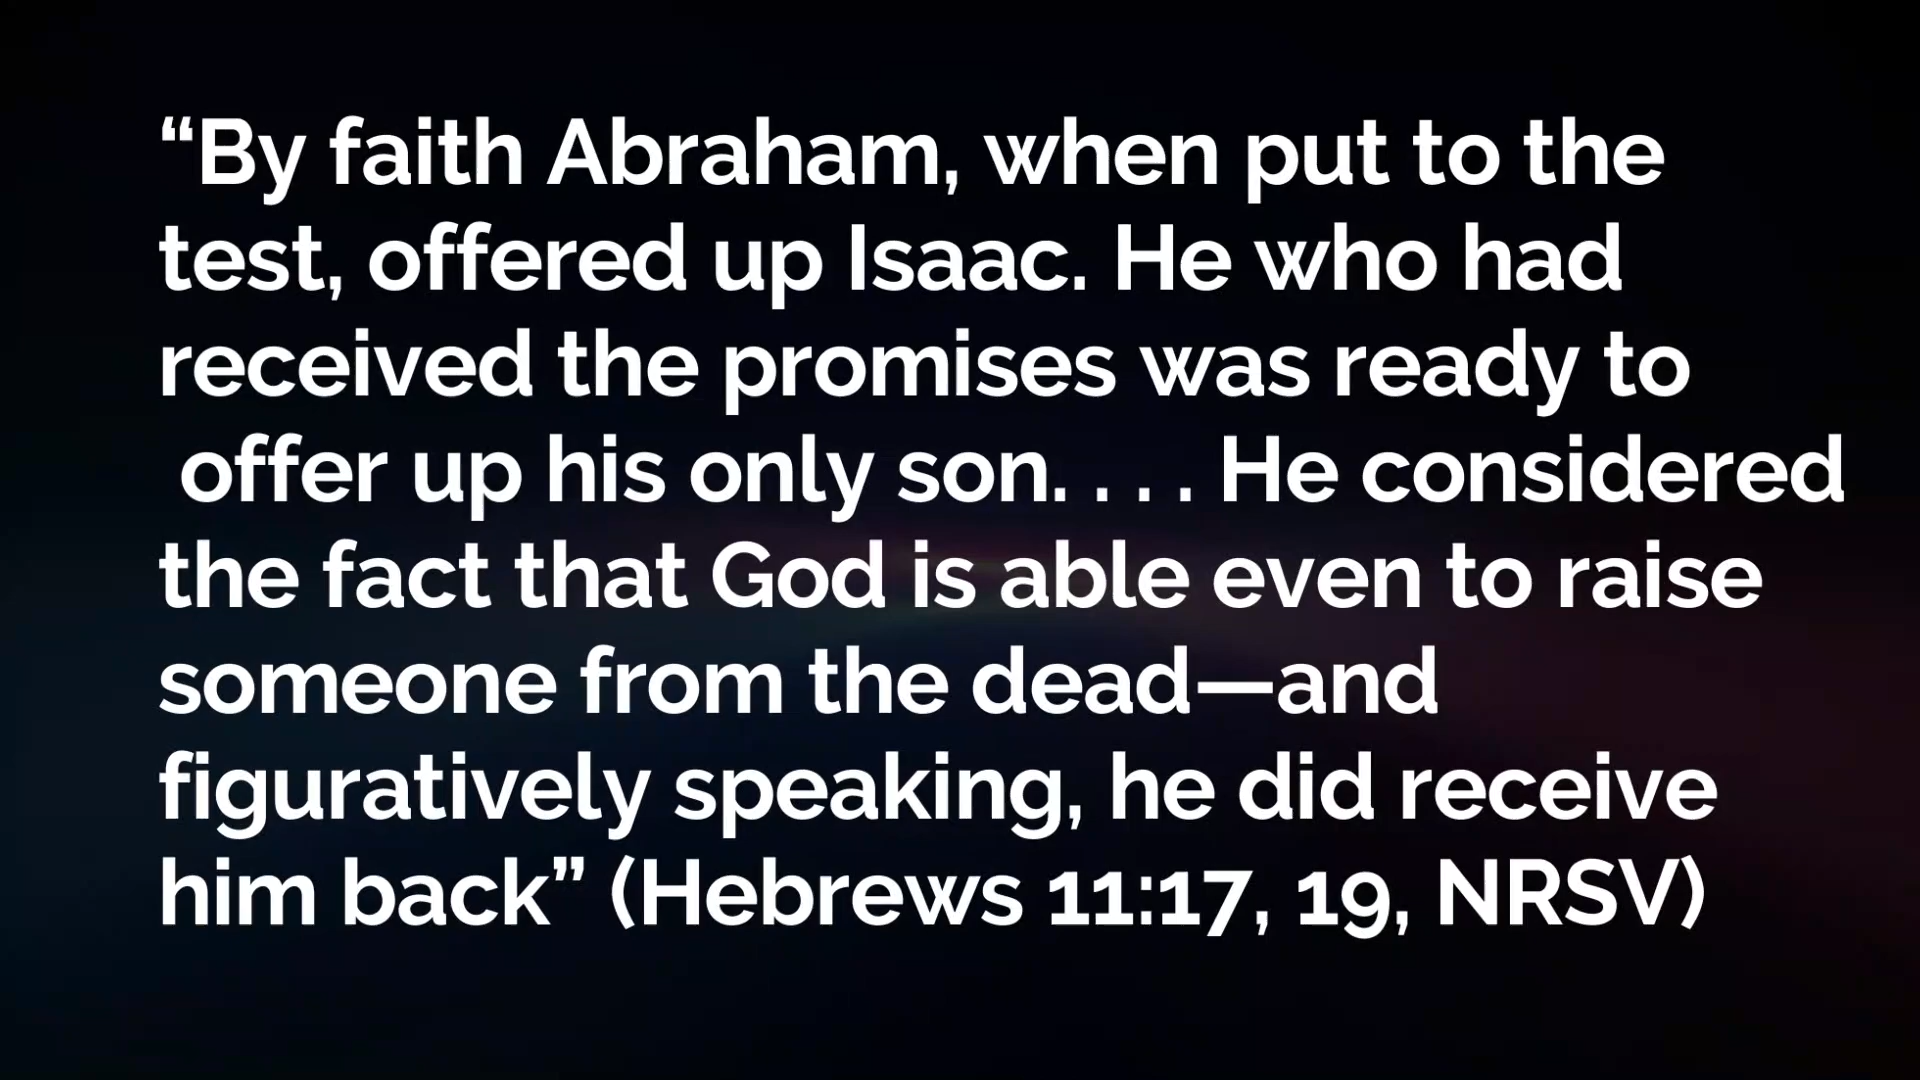 “By faith Abraham, when put to the
test, offered up Isaac. He who had
received the promises was ready to
offer up his only son. . . . He considered
the fact that God is able even to raise
someone from the dead—and
figuratively speaking, he did receive
him back” (Hebrews 11:17, 19, NRSV)